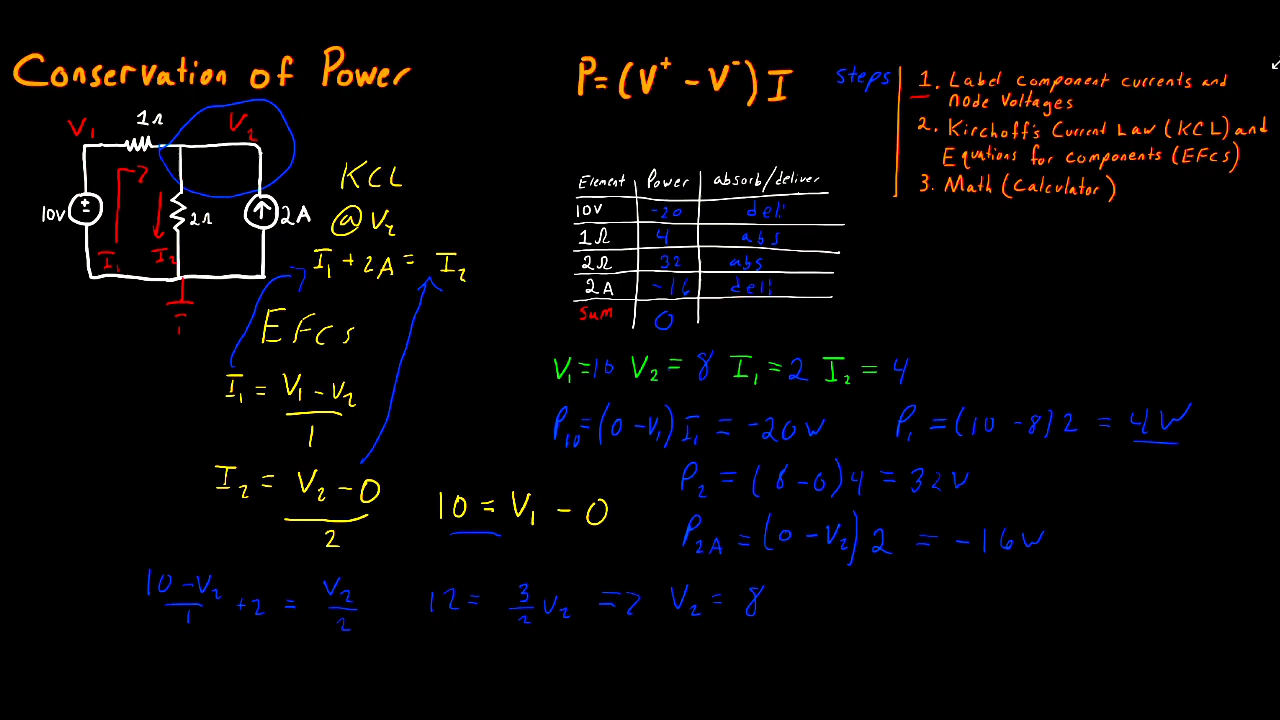 Conservation of Power
P=(V⁺ - V⁻) I
Steps
1. Label component currents and
Node Voltages
2. Kirchoff's Current Law (KCL) and
Equations for components (EFCs)
3. Math (Calculator)
V₁ 1Ω V₂
10V 2Ω 2A
I₁ I₂
KCL
@ V₂
I₁ + 2A = I₂
EFCs
I₁ = (V₁ - V₂)/1
I₂ = (V₂ - 0)/2
10 = V₁ - 0
Element Power absorb/deliver
10V -20 deli
1Ω 4 abs
2Ω 32 abs
2A -16 deli
Sum 0
V₁=10 V₂= 8 I₁=2 I₂= 4
P₁₀=(0-V₁) I₁ = -20W P₁ = (10-8)2 = 4W
P₂ = (8-0)4 = 32W
P₂A = (0-V₂)2 = -16W
(10-V₂)/1 + 2 = V₂/2 12= 3/2 V₂ => V₂ = 8